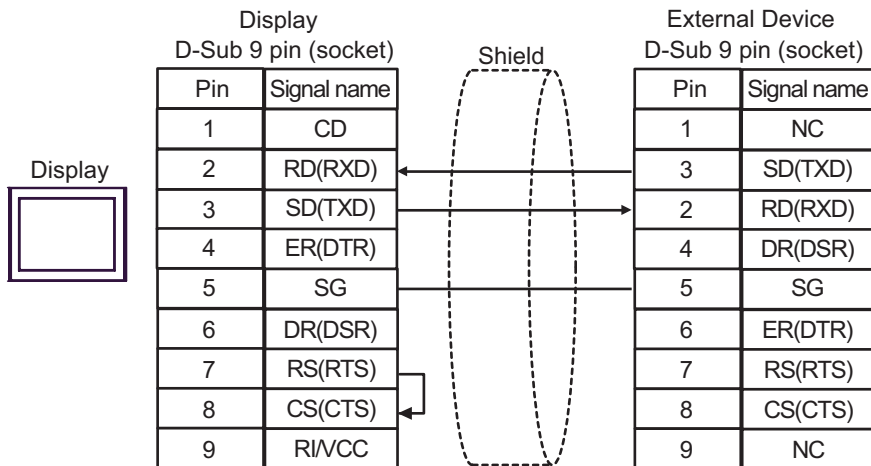 Display
D-Sub 9 pin (socket)
Shield
External Device
D-Sub 9 pin (socket)
Pin Signal name Pin Signal name
1 CD 1 NC
Display
2 RD(RXD) 3 SD(TXD)
3 SD(TXD) 2 RD(RXD)
4 ER(DTR) 4 DR(DSR)
5 SG 5 SG
6 DR(DSR) 6 ER(DTR)
7 RS(RTS) 7 RS(RTS)
8 CS(CTS) 8 CS(CTS)
9 RI/VCC 9 NC